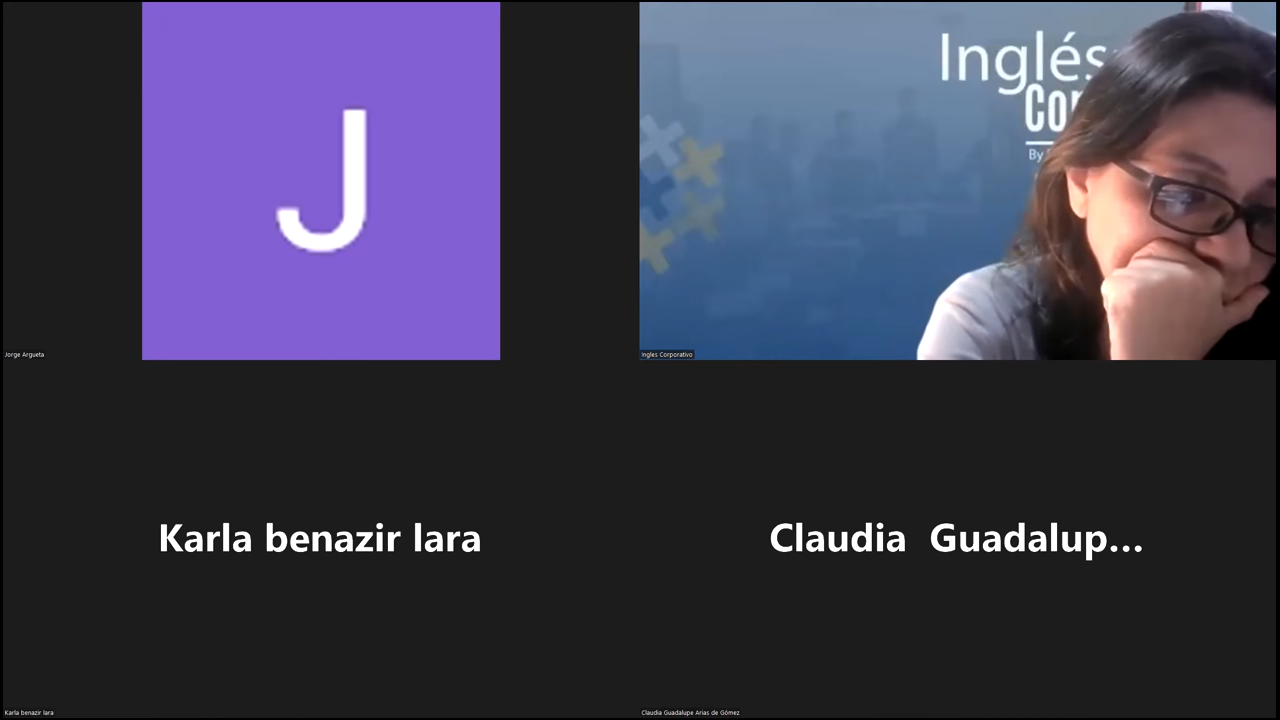 J
Jorge Argueta
Inglés
By
Ingles Corporativo
Karla benazir lara
Claudia Guadalup...
Karla benazir lara
Claudia Guadalupe Arias de Gómez